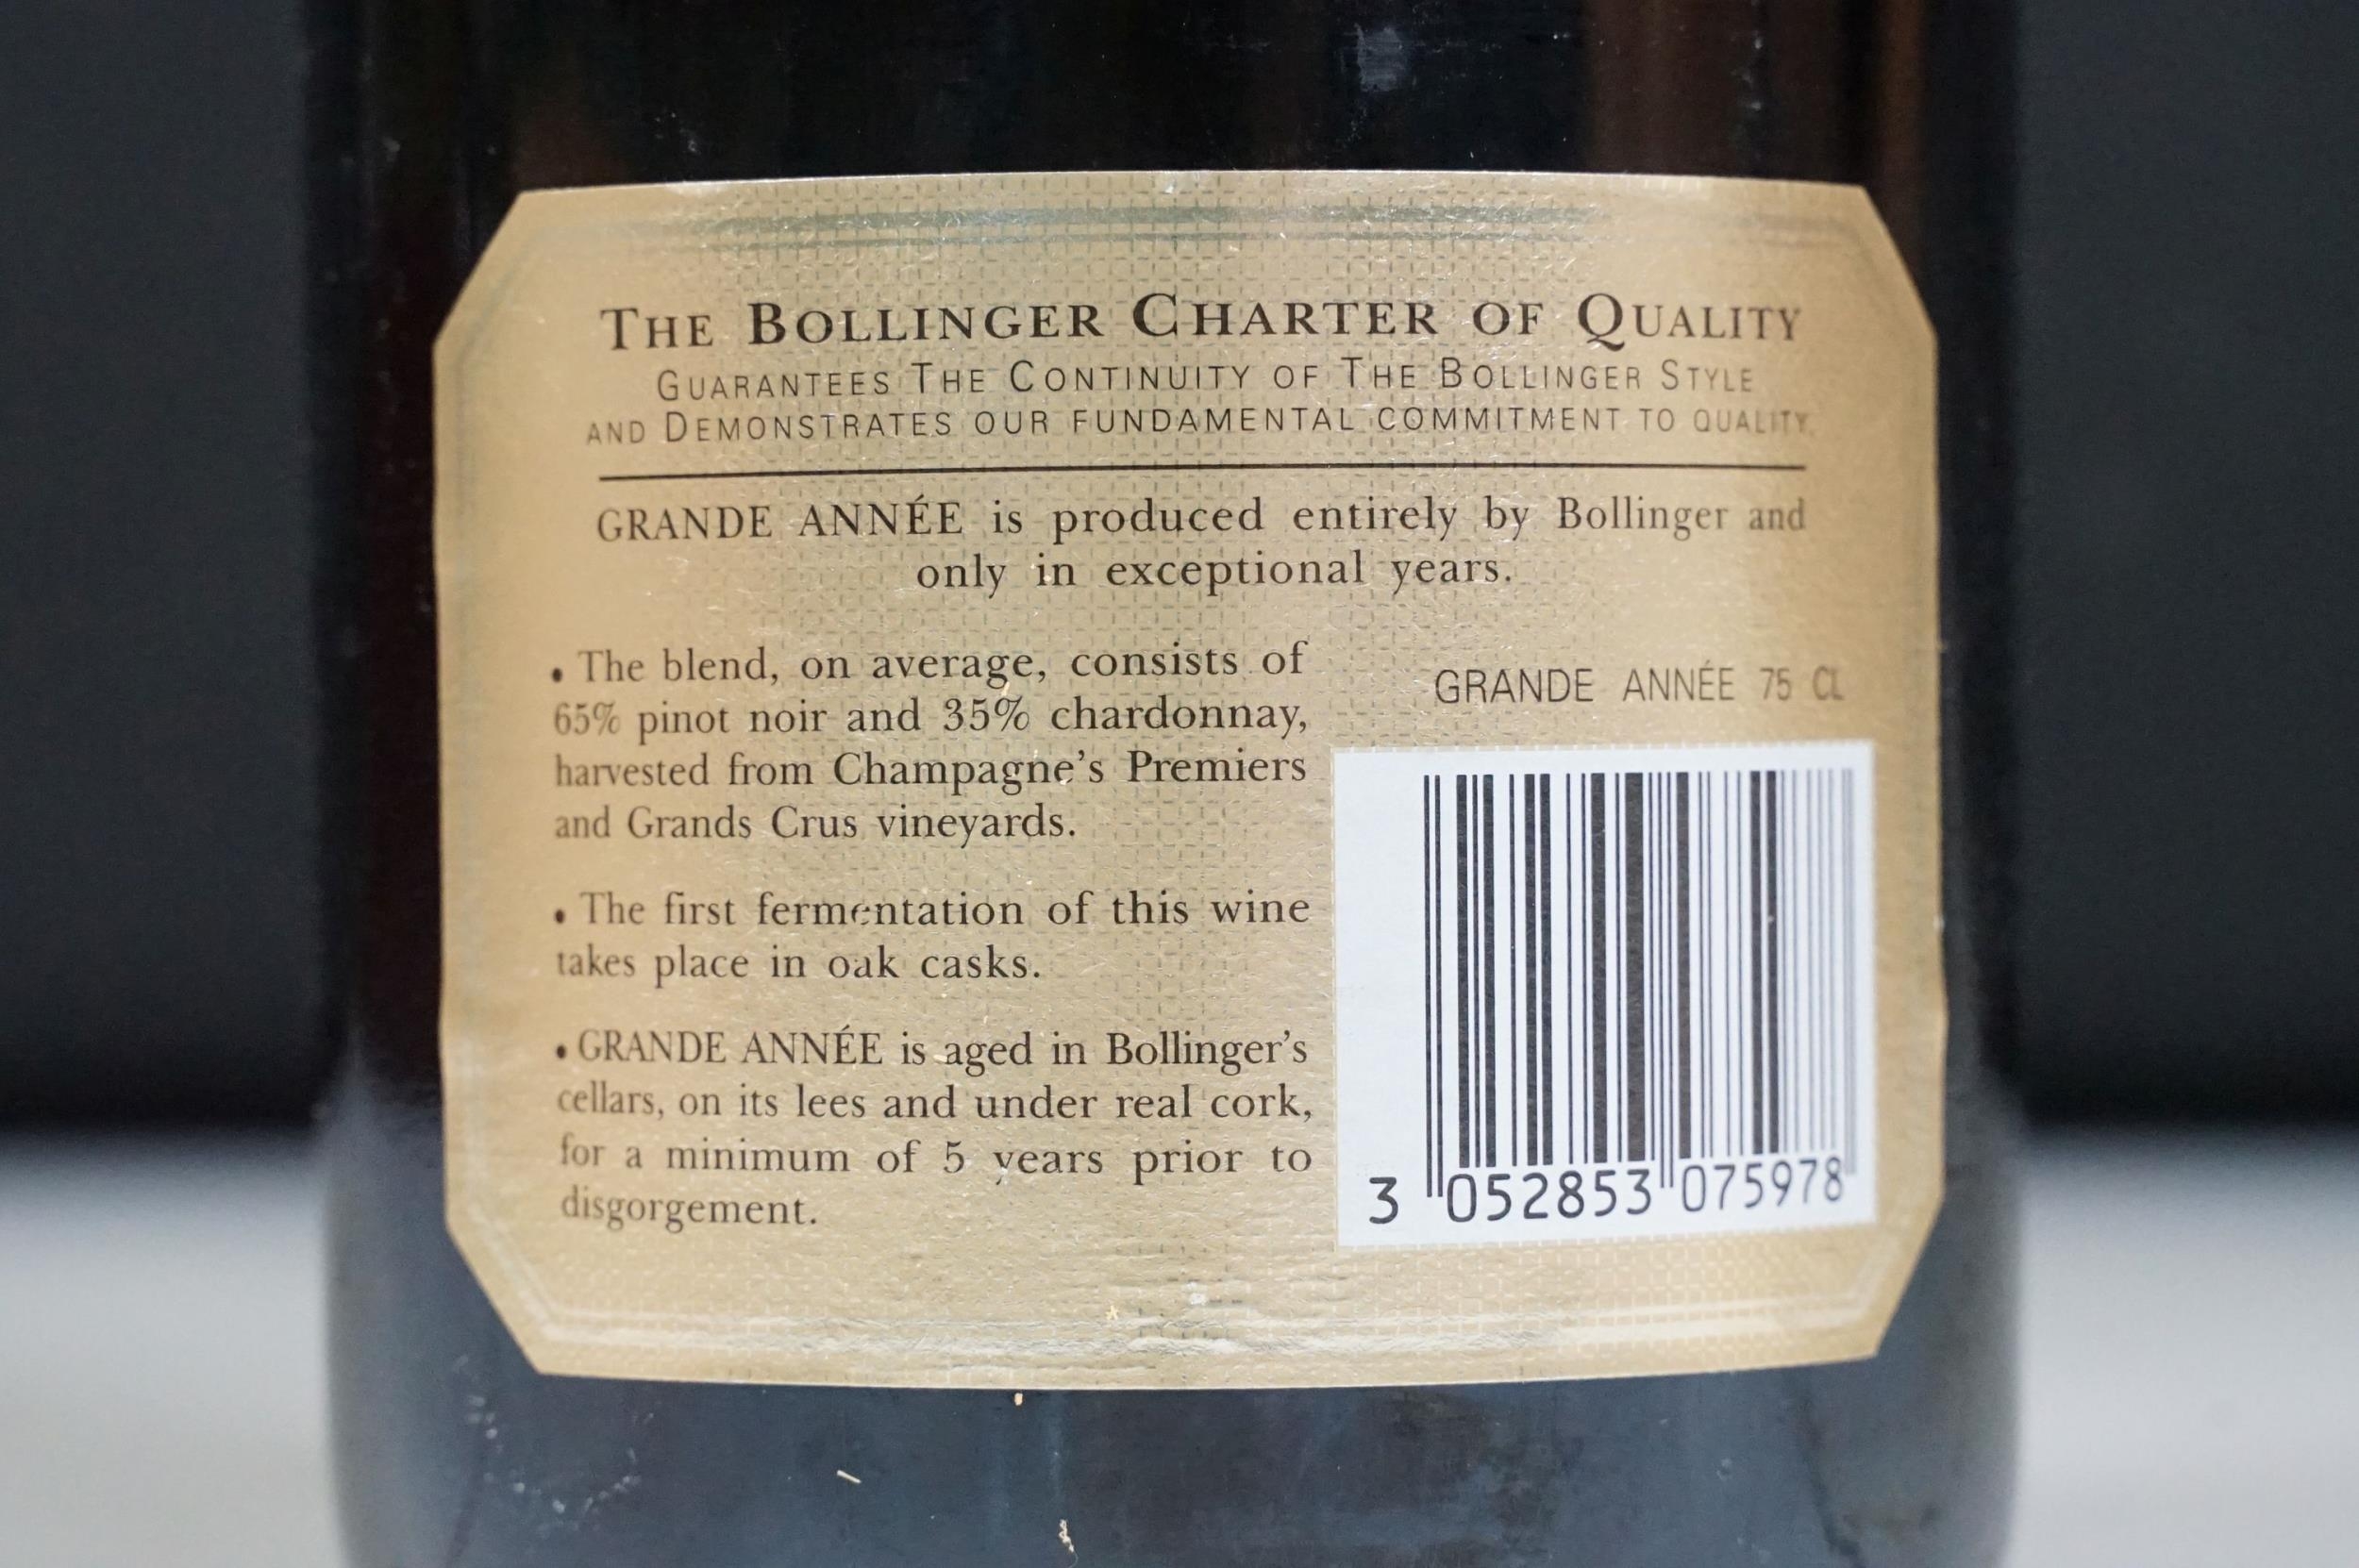 THE BOLLINGER CHARTER OF QUALITY
GUARANTEES THE CONTINUITY OF THE BOLLINGER STYLE
AND DEMONSTRATES OUR FUNDAMENTAL COMMITMENT TO QUALITY.
GRANDE ANNÉE is produced entirely by Bollinger and
only in exceptional years.
• The blend, on average, consists of
65% pinot noir and 35% chardonnay,
harvested from Champagne's Premiers
and Grands Crus vineyards.
• The first fermentation of this wine
takes place in oak casks.
• GRANDE ANNÉE is aged in Bollinger's
cellars, on its lees and under real cork,
for a minimum of 5 years prior to
disgorgement.
GRANDE ANNÉE 75 CL
3 052853 075978